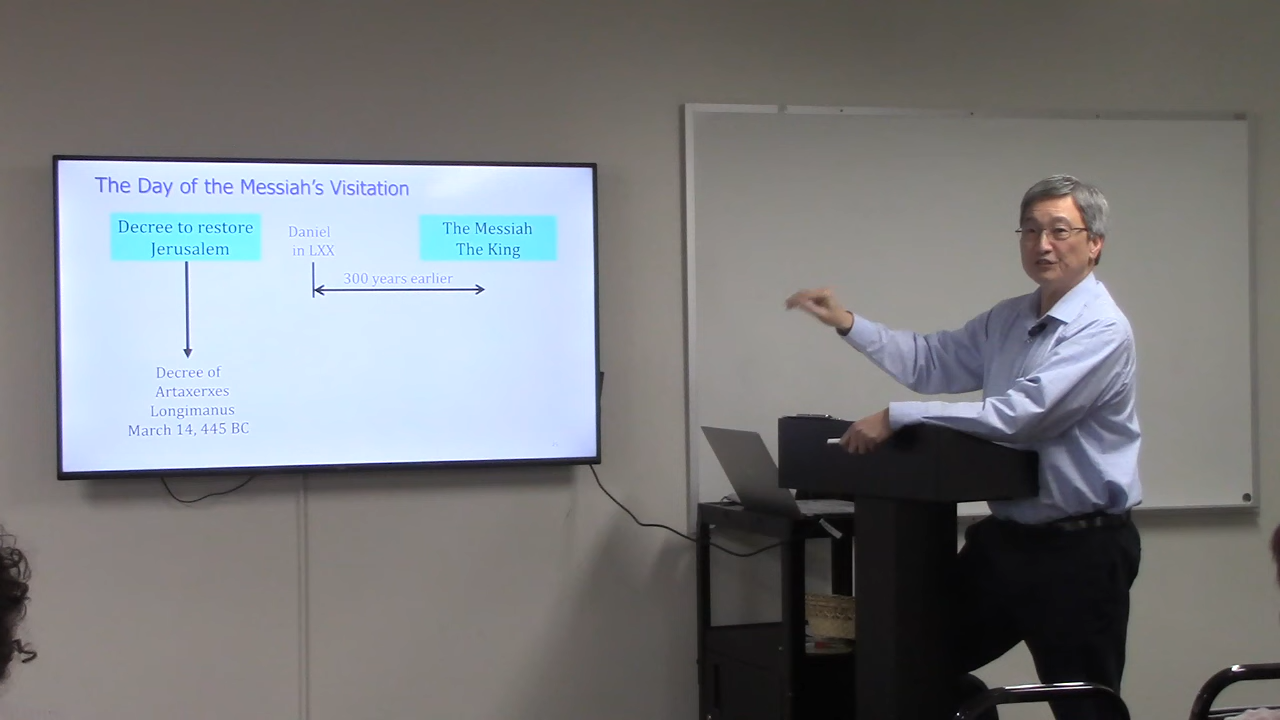 The Day of the Messiah's Visitation
Decree to restore
Jerusalem
Daniel
in LXX
The Messiah
The King
300 years earlier
Decree of
Artaxerxes
Longimanus
March 14, 445 BC